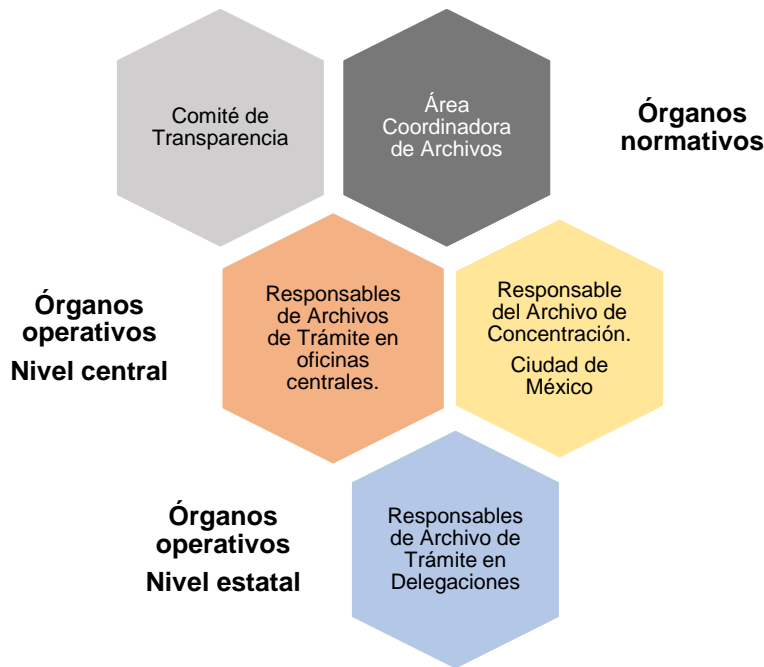 Comité de
Transparencia
Área
Coordinadora
de Archivos
Órganos
normativos
Órganos
operativos
Nivel central
Responsables
de Archivos
de Trámite en
oficinas
centrales.
Responsable
del Archivo de
Concentración.
Ciudad de
México
Órganos
operativos
Nivel estatal
Responsables
de Archivo de
Trámite en
Delegaciones